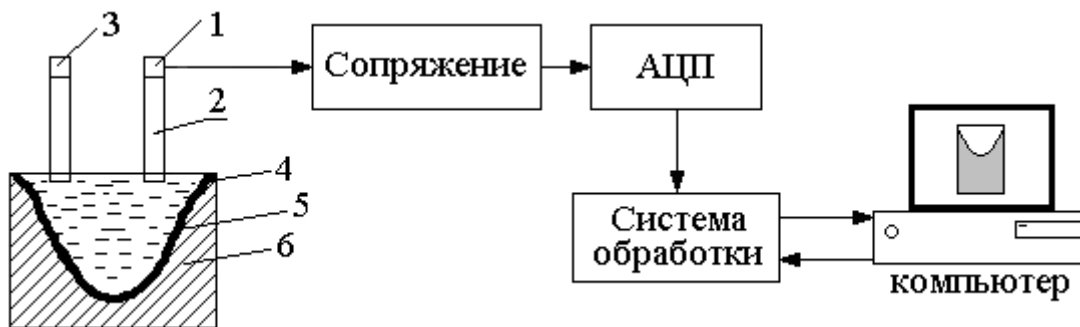 3
1
Сопряжение
АЦП
2
4
5
6
Система
обработки
компьютер